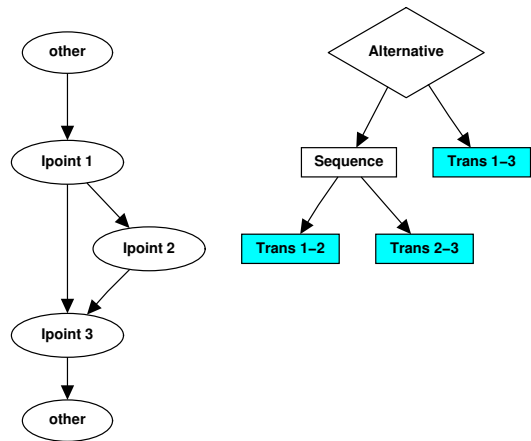 other
Ipoint 1
Ipoint 2
Ipoint 3
other
Alternative
Sequence
Trans 1−3
Trans 1−2
Trans 2−3